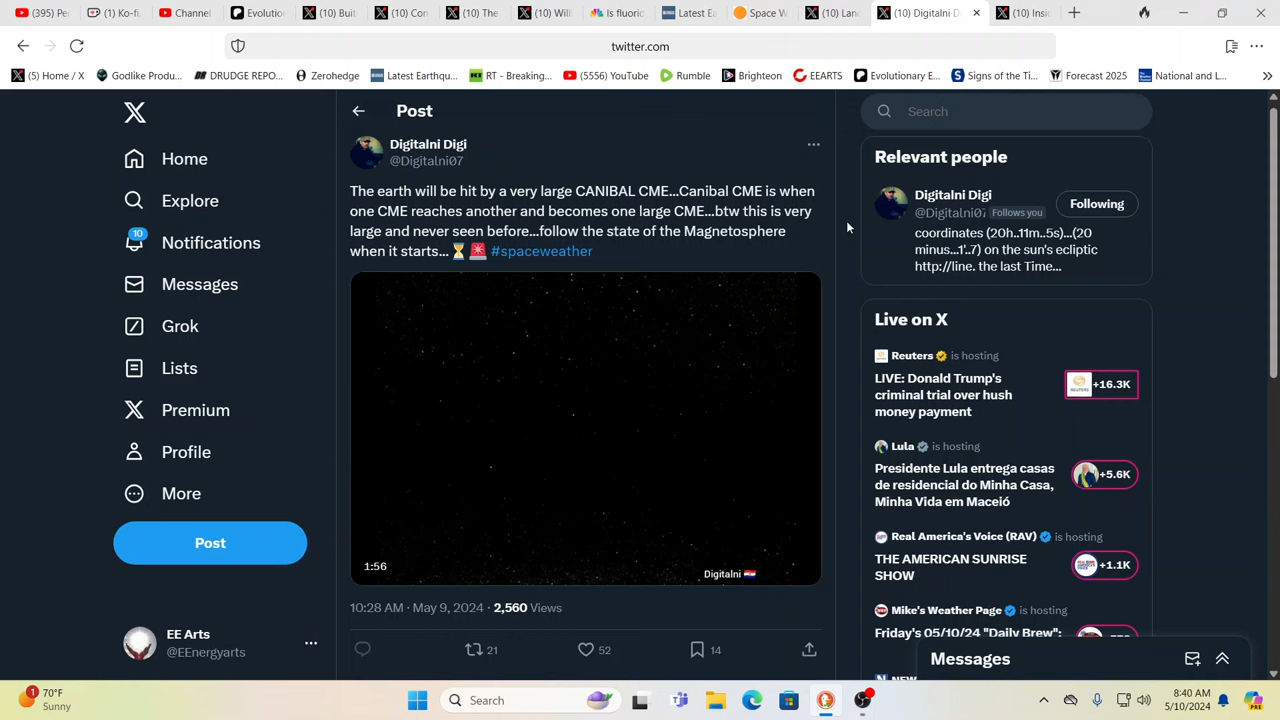 (395) Pe
Ko-fi.
Channel
Evolution
(10) Buit
(10) Con
(10) The
(10) Willi
Is fluorid
Latest Ea
Space W
(10) Lan
(10) Digitalni D
(10) Insi
twitter.com
(5) Home / X
Godlike Produ...
DRUDGE REPO...
Zerohedge
Latest Earthqu...
RT - Breaking...
(5556) YouTube
Rumble
Brighteon
EEARTS
Evolutionary E...
Signs of the Ti...
Forecast 2025
National and L...
Home
Explore
10
Notifications
Messages
Grok
Lists
Premium
Profile
More
Post
EE Arts
@EEnergyarts
Post
Digitalni Digi
@Digitalni07
The earth will be hit by a very large CANIBAL CME...Canibal CME is when
one CME reaches another and becomes one large CME...btw this is very
large and never seen before...follow the state of the Magnetosphere
when it starts...⏳🚨 #spaceweather
1:56
Digitalni 🇭🇷
10:28 AM · May 9, 2024 · 2,560 Views
21
52
14
Search
Relevant people
Digitalni Digi
@Digitalni07 Follows you
Following
coordinates (20h..11m..5s)...(20
minus...1'..7) on the sun's ecliptic
http://line. the last Time...
Live on X
Reuters is hosting
LIVE: Donald Trump's
criminal trial over hush
money payment
+16.3K
Lula is hosting
Presidente Lula entrega casas
de residencial do Minha Casa,
Minha Vida em Maceió
+5.6K
Real America's Voice (RAV) is hosting
THE AMERICAN SUNRISE
SHOW
+1.1K
Mike's Weather Page is hosting
Friday's 05/10/24 "Daily Brew":
Messages
1
70°F
Sunny
Search
8:40 AM
5/10/2024